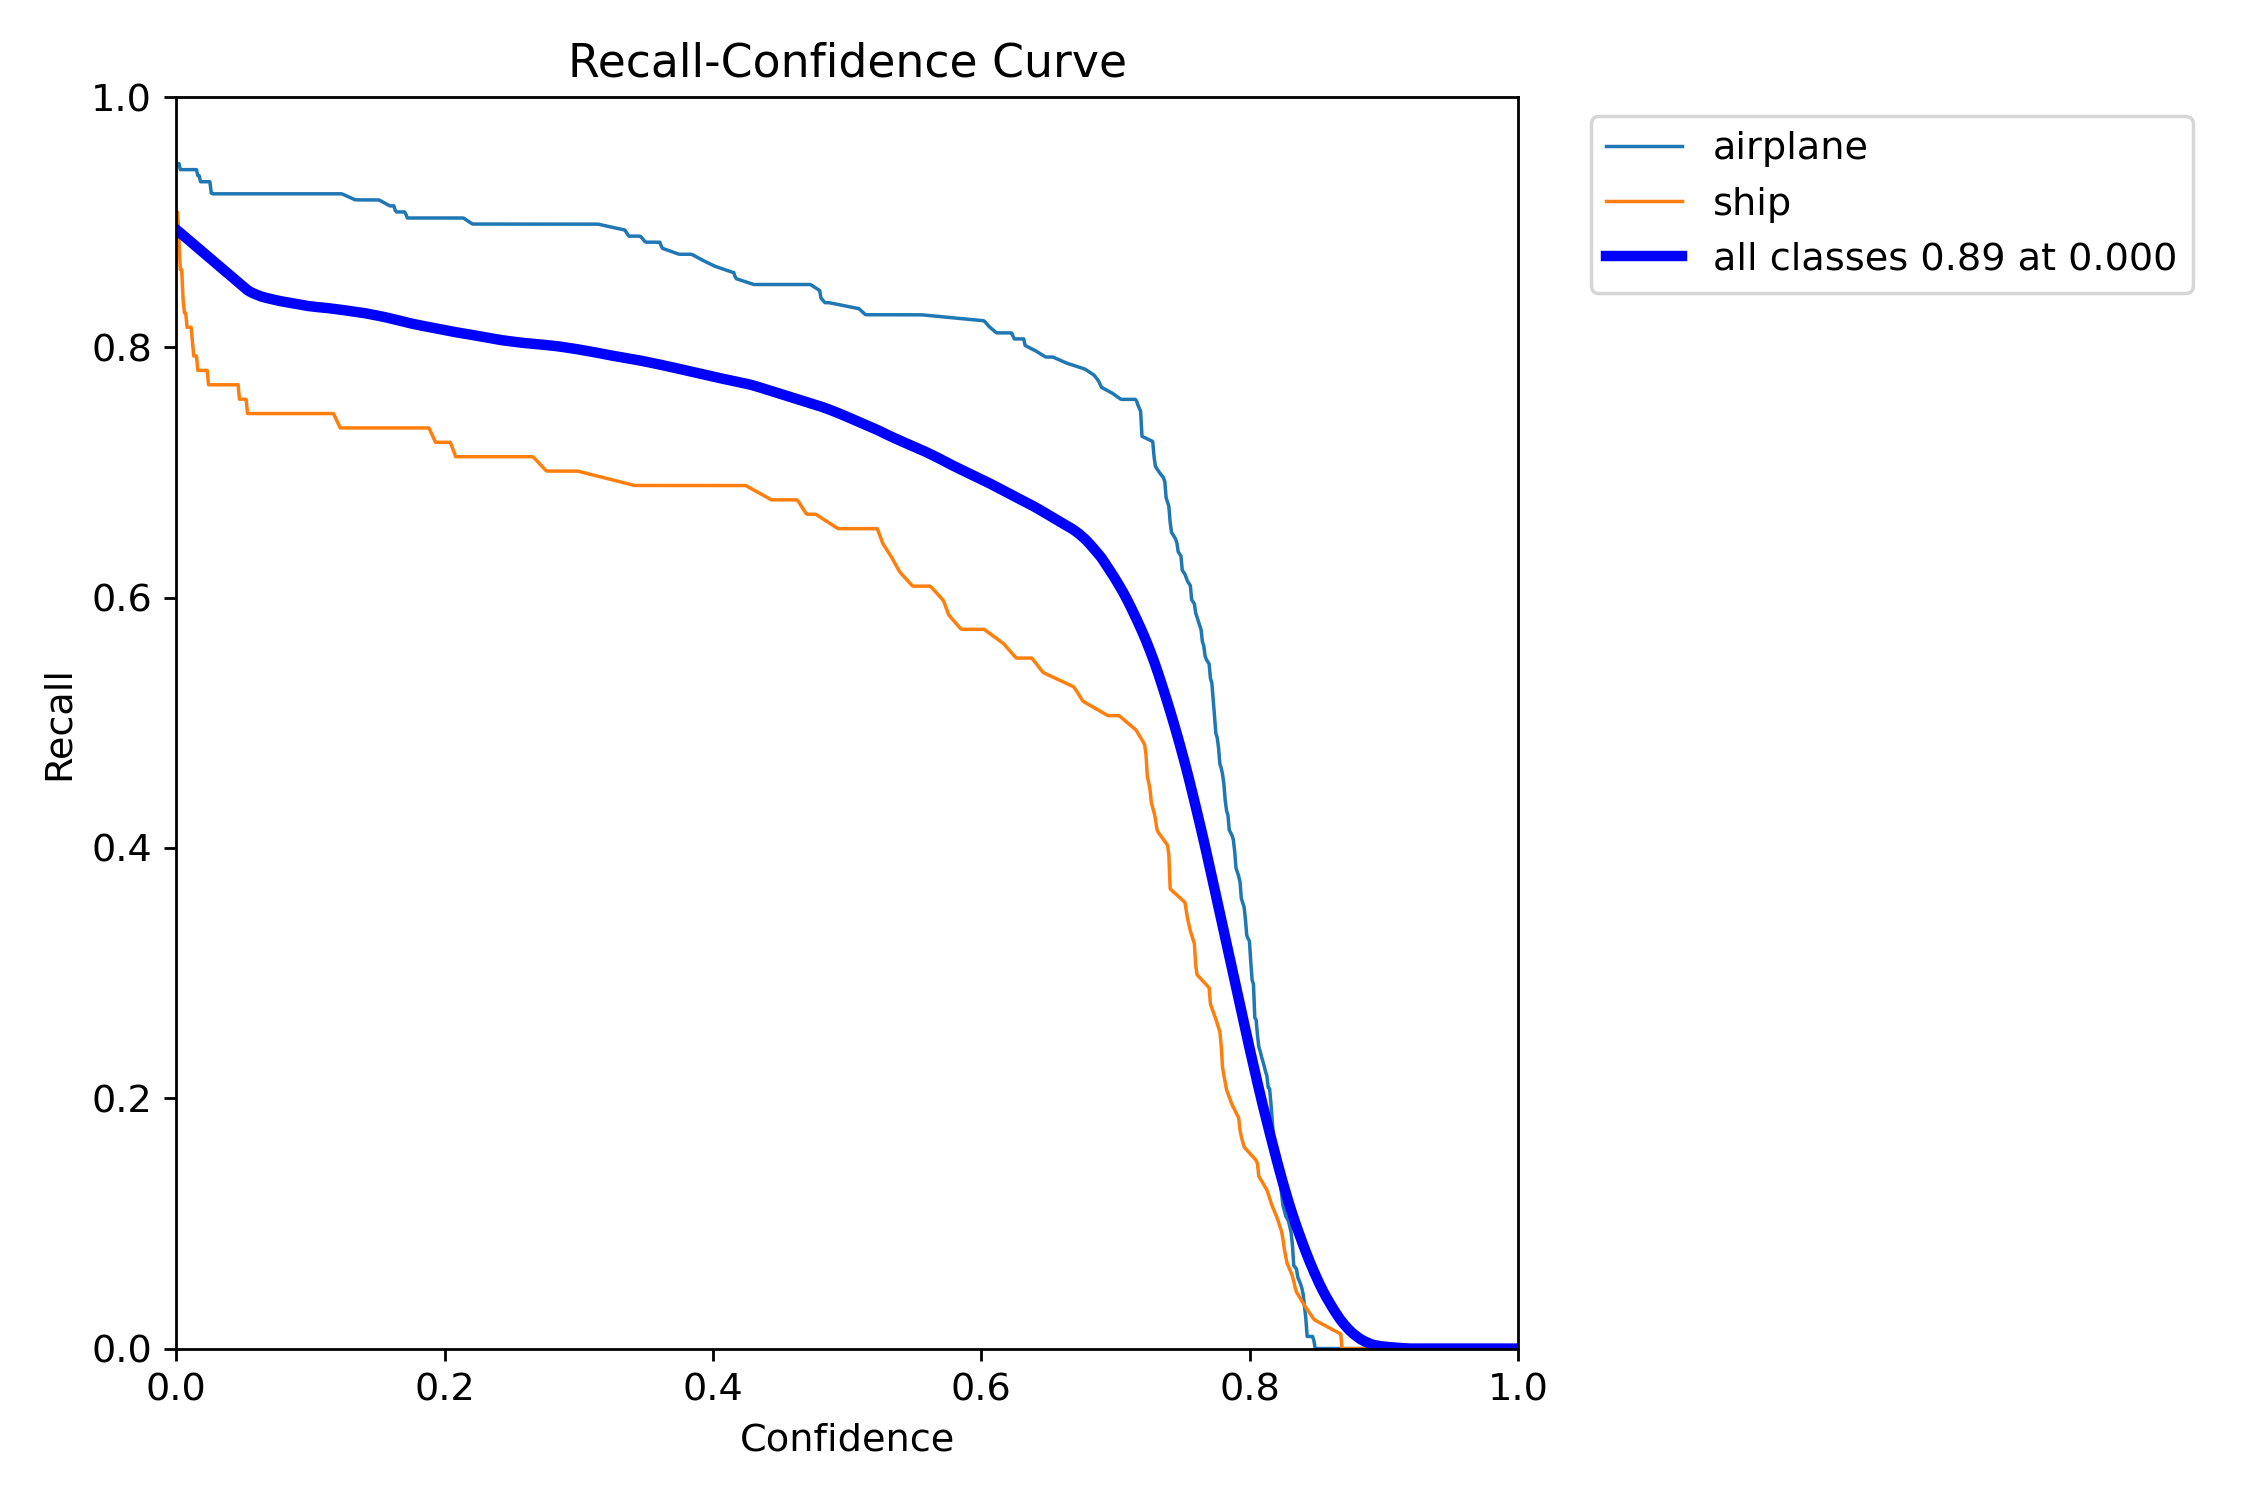 Recall-Confidence Curve
1.0
0.8
0.6
0.4
0.2
0.0
Recall
0.0 0.2 0.4 0.6 0.8 1.0
Confidence
airplane
ship
all classes 0.89 at 0.000